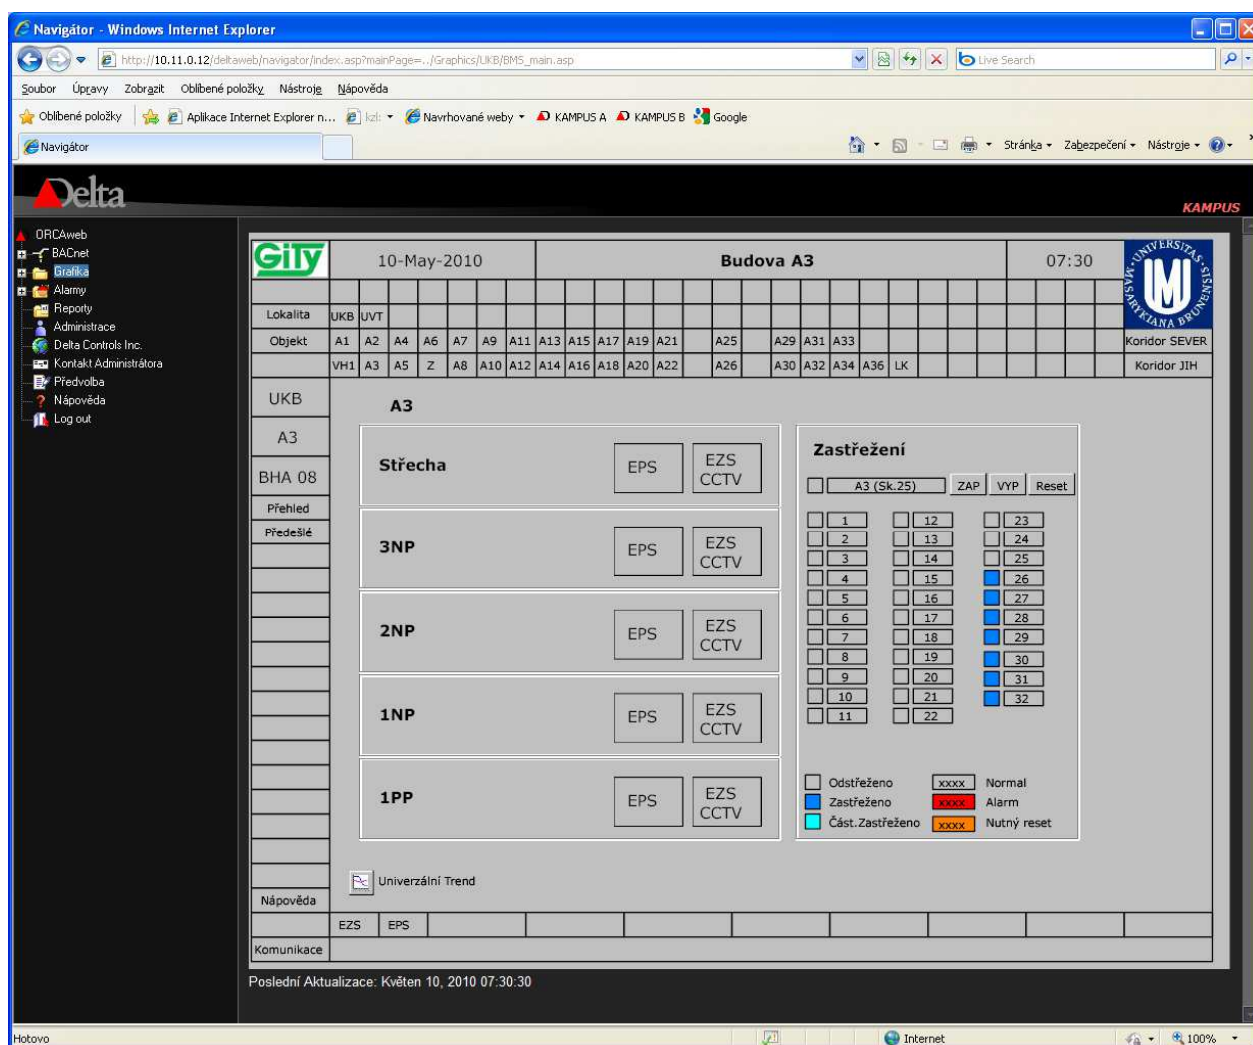 Navigátor - Windows Internet Explorer
http://10.11.0.12/deltaweb/navigator/index.asp?mainPage=../Graphics/UKB/BMS_main.asp
Live Search
Soubor Úpravy Zobrazit Oblíbené položky Nástroje Nápověda
Oblíbené položky Aplikace Internet Explorer n... kzl: Navrhované weby KAMPUS A KAMPUS B Google
Navigátor
Stránka Zabezpečení Nástroje
Delta
KAMPUS
ORCAweb
BACnet
Grafika
Alarmy
Reporty
Administrace
Delta Controls Inc.
Kontakt Administrátora
Předvolba
Nápověda
Log out
GiTy 10-May-2010 Budova A3 07:30
UNIVERSITAS MASARYKIANA BRUNENSIS
Lokalita UKB UVT
Objekt A1 A2 A4 A6 A7 A9 A11 A13 A15 A17 A19 A21 A25 A29 A31 A33 Koridor SEVER
VH1 A3 A5 Z A8 A10 A12 A14 A16 A18 A20 A22 A26 A30 A32 A34 A36 LK Koridor JIH
UKB
A3
BHA 08
Přehled
Předešlé
Nápověda
Komunikace
A3
Střecha EPS EZS CCTV
3NP EPS EZS CCTV
2NP EPS EZS CCTV
1NP EPS EZS CCTV
1PP EPS EZS CCTV
Zastřežení
A3 (Sk.25) ZAP VYP Reset
1 12 23
2 13 24
3 14 25
4 15 26
5 16 27
6 17 28
7 18 29
8 19 30
9 20 31
10 21 32
11 22
Odstřeženo xxxx Normal
Zastřeženo xxxx Alarm
Část.Zastřeženo xxxx Nutný reset
Univerzální Trend
EZS EPS
Poslední Aktualizace: Květen 10, 2010 07:30:30
Hotovo Internet 100%